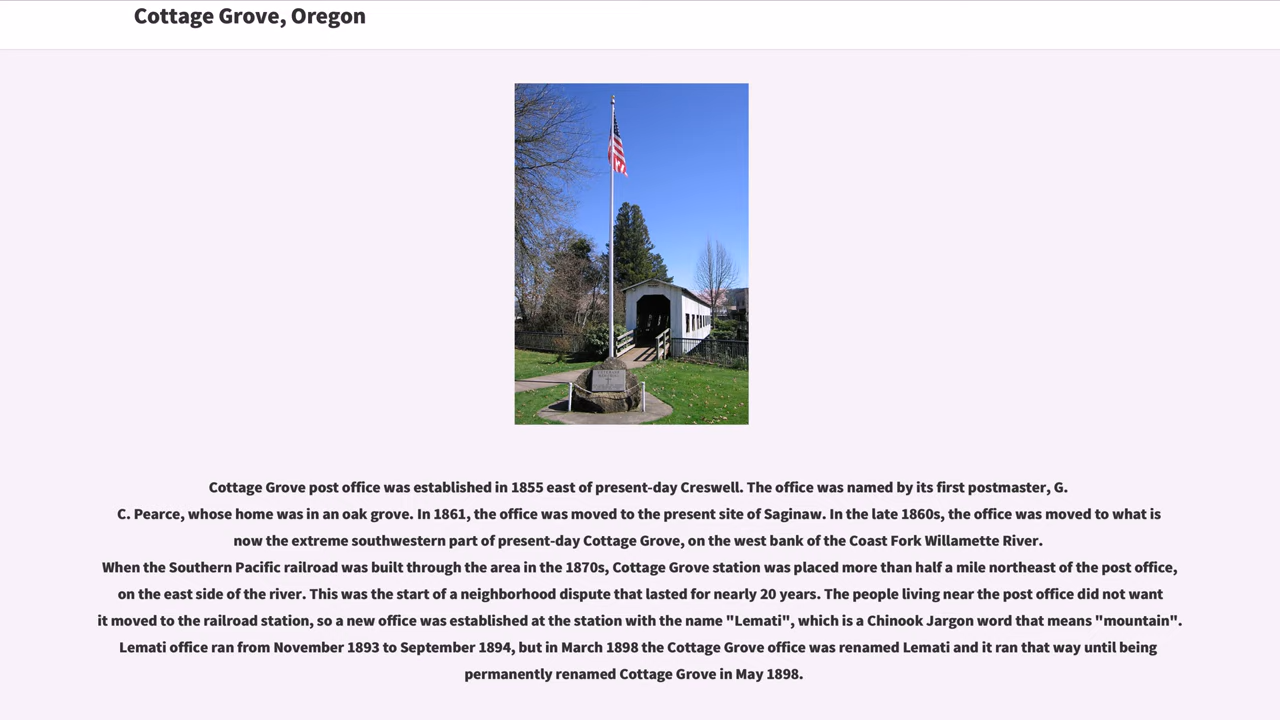 Cottage Grove, Oregon
Cottage Grove post office was established in 1855 east of present-day Creswell. The office was named by its first postmaster, G.
C. Pearce, whose home was in an oak grove. In 1861, the office was moved to the present site of Saginaw. In the late 1860s, the office was moved to what is
now the extreme southwestern part of present-day Cottage Grove, on the west bank of the Coast Fork Willamette River.
When the Southern Pacific railroad was built through the area in the 1870s, Cottage Grove station was placed more than half a mile northeast of the post office,
on the east side of the river. This was the start of a neighborhood dispute that lasted for nearly 20 years. The people living near the post office did not want
it moved to the railroad station, so a new office was established at the station with the name "Lemati", which is a Chinook Jargon word that means "mountain".
Lemati office ran from November 1893 to September 1894, but in March 1898 the Cottage Grove office was renamed Lemati and it ran that way until being
permanently renamed Cottage Grove in May 1898.